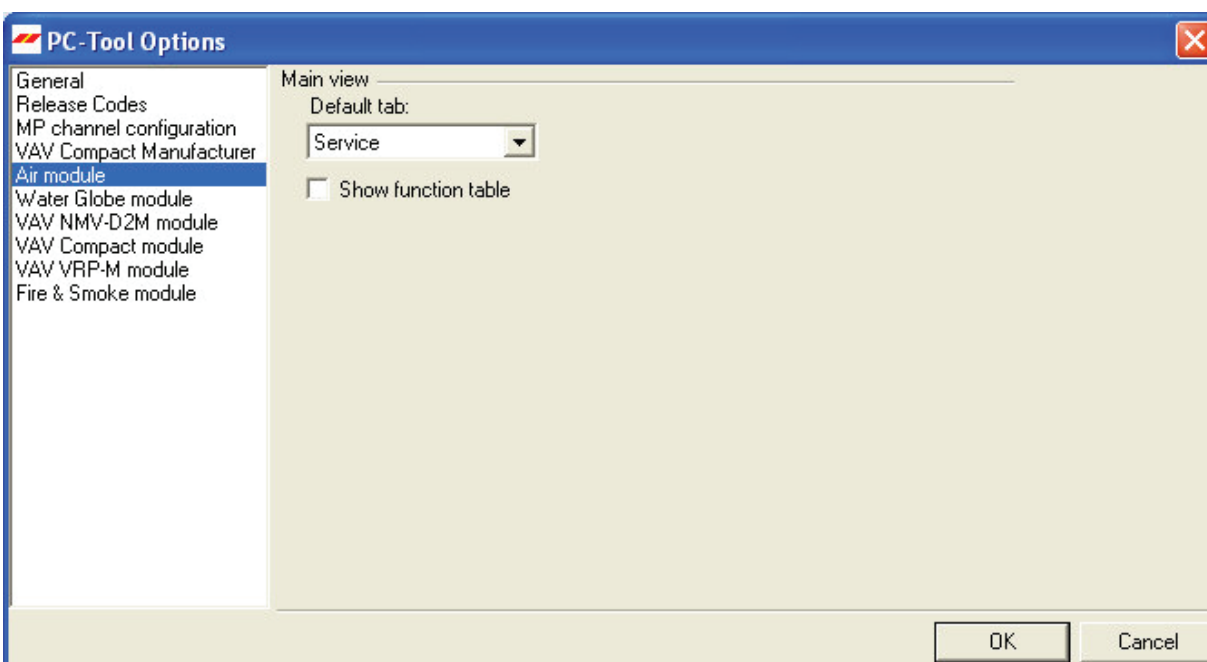 PC-Tool Options
General
Release Codes
MP channel configuration
VAV Compact Manufacturer
Air module
Water Globe module
VAV NMV-D2M module
VAV Compact module
VAV VRP-M module
Fire & Smoke module
Main view
Default tab:
Service
Show function table
OK
Cancel